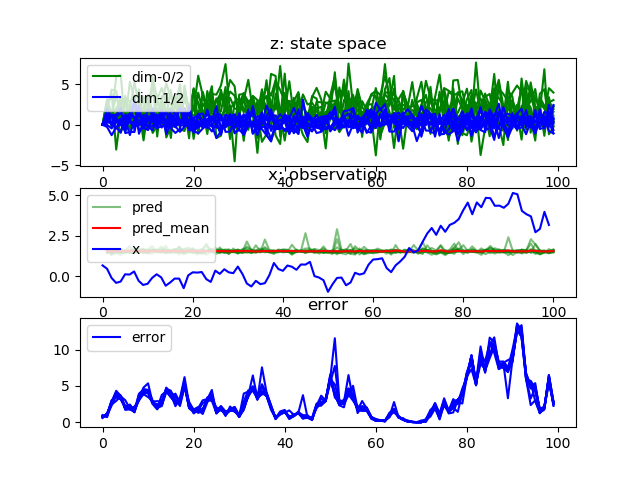 z: state space
dim-0/2
dim-1/2
5
0
−5
0 20 40 60 80 100
x: observation
pred
pred_mean
x
5.0
2.5
0.0
0 20 40 60 80 100
error
error
10
5
0
0 20 40 60 80 100